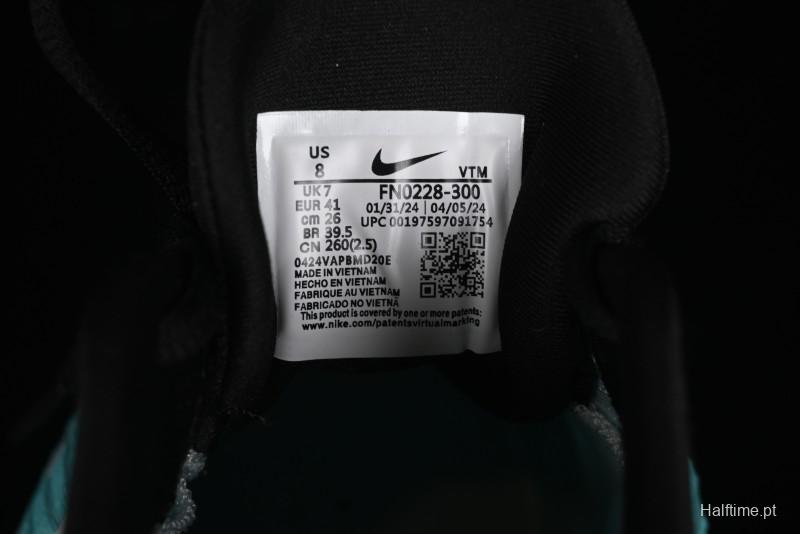 US
8
VTM
UK 7
EUR 41
cm 26
BR 39.5
CN 260(2.5)
FN0228-300
01/31/24 | 04/05/24
UPC 00197597091754
0424VAPBMD20E
MADE IN VIETNAM
HECHO EN VIETNAM
FABRIQUE AU VIETNAM
FABRICADO NO VIETNÃ
This product is covered by one or more patents:
www.nike.com/patentsvirtualmarking
Halftime.pt